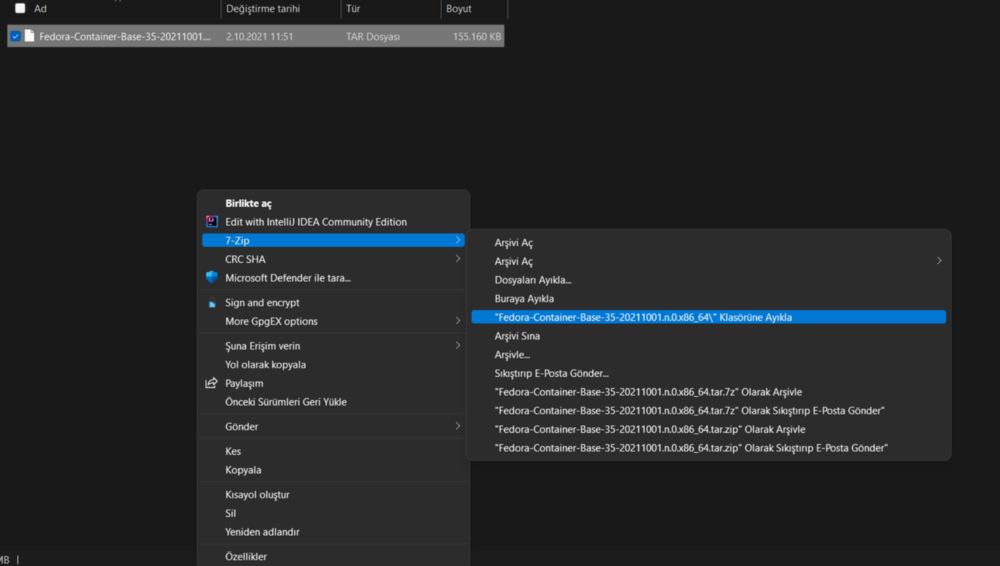 Ad Değiştirme tarihi Tür Boyut
Fedora-Container-Base-35-20211001.... 2.10.2021 11:51 TAR Dosyası 155.160 KB
Birlikte aç
Edit with IntelliJ IDEA Community Edition
7-Zip
CRC SHA
Microsoft Defender ile tara...
Sign and encrypt
More GpgEX options
Şuna Erişim verin
Yol olarak kopyala
Paylaşım
Önceki Sürümleri Geri Yükle
Gönder
Kes
Kopyala
Kısayol oluştur
Sil
Yeniden adlandır
Özellikler
Arşivi Aç
Arşivi Aç
Dosyaları Ayıkla...
Buraya Ayıkla
"Fedora-Container-Base-35-20211001.n.0.x86_64\" Klasörüne Ayıkla
Arşivi Sına
Arşivle...
Sıkıştırıp E-Posta Gönder...
"Fedora-Container-Base-35-20211001.n.0.x86_64.tar.7z" Olarak Arşivle
"Fedora-Container-Base-35-20211001.n.0.x86_64.tar.7z" Olarak Sıkıştırıp E-Posta Gönder"
"Fedora-Container-Base-35-20211001.n.0.x86_64.tar.zip" Olarak Arşivle
"Fedora-Container-Base-35-20211001.n.0.x86_64.tar.zip" Olarak Sıkıştırıp E-Posta Gönder"
MB